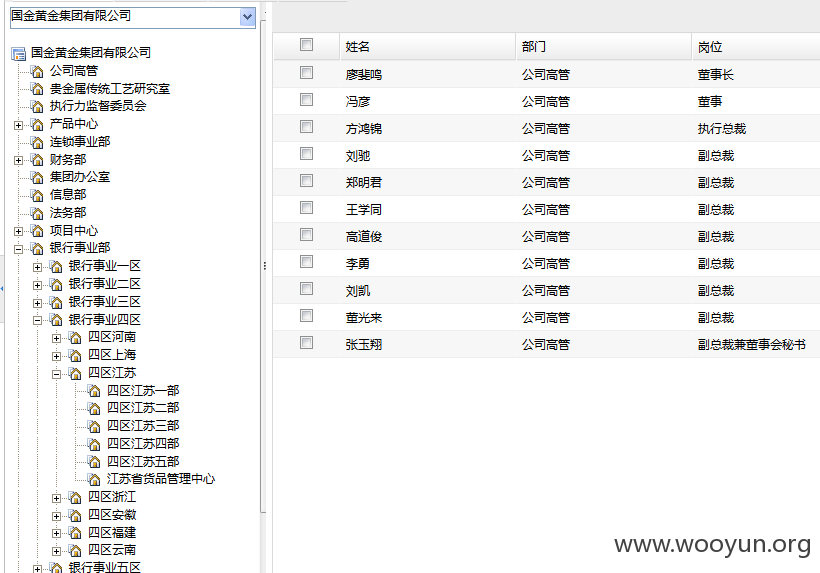 国金黄金集团有限公司
国金黄金集团有限公司
公司高管
贵金属传统工艺研究室
执行力监督委员会
产品中心
连锁事业部
财务部
集团办公室
信息部
法务部
项目中心
银行事业部
银行事业一区
银行事业二区
银行事业三区
银行事业四区
四区河南
四区上海
四区江苏
四区江苏一部
四区江苏二部
四区江苏三部
四区江苏四部
四区江苏五部
江苏省货品管理中心
四区浙江
四区安徽
四区福建
四区云南
银行事业五区
姓名 部门 岗位
廖斐鸣 公司高管 董事长
冯彦 公司高管 董事
方鸿锦 公司高管 执行总裁
刘驰 公司高管 副总裁
郑明君 公司高管 副总裁
王学同 公司高管 副总裁
高道俊 公司高管 副总裁
李勇 公司高管 副总裁
刘凯 公司高管 副总裁
董光来 公司高管 副总裁
张玉翔 公司高管 副总裁兼董事会秘书
www.wooyun.org